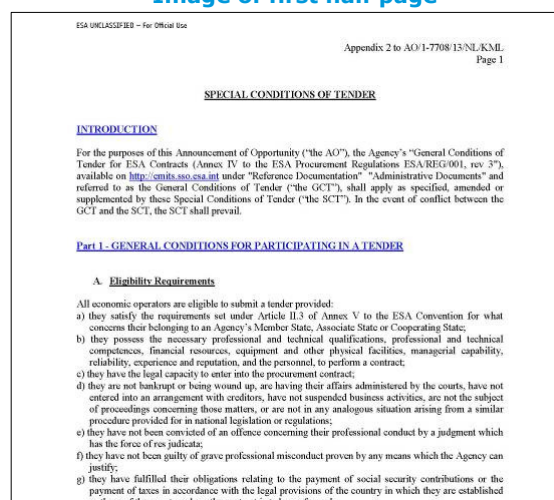 Image of first half page
ESA UNCLASSIFIED – For Official Use
Appendix 2 to AO/1-7708/13/NL/KML
Page 1
SPECIAL CONDITIONS OF TENDER
INTRODUCTION
For the purposes of this Announcement of Opportunity ("the AO"), the Agency's "General Conditions of
Tender for ESA Contracts (Annex IV to the ESA Procurement Regulations ESA/REG/001, rev 3"),
available on http://emits.sso.esa.int under "Reference Documentation" "Administrative Documents" and
referred to as the General Conditions of Tender ("the GCT"), shall apply as specified, amended or
supplemented by these Special Conditions of Tender ("the SCT"). In the event of conflict between the
GCT and the SCT, the SCT shall prevail.
Part 1 - GENERAL CONDITIONS FOR PARTICIPATING IN A TENDER
A. Eligibility Requirements
All economic operators are eligible to submit a tender provided:
a) they satisfy the requirements set under Article II.3 of Annex V to the ESA Convention for what
concerns their belonging to an Agency's Member State, Associate State or Cooperating State;
b) they possess the necessary professional and technical qualifications, professional and technical
competences, financial resources, equipment and other physical facilities, managerial capability,
reliability, experience and reputation, and the personnel, to perform a contract;
c) they have the legal capacity to enter into the procurement contract;
d) they are not bankrupt or being wound up, are having their affairs administered by the courts, have not
entered into an arrangement with creditors, have not suspended business activities, are not the subject
of proceedings concerning those matters, or are not in any analogous situation arising from a similar
procedure provided for in national legislation or regulations;
e) they have not been convicted of an offence concerning their professional conduct by a judgment which
has the force of res judicata;
f) they have not been guilty of grave professional misconduct proven by any means which the Agency can
justify;
g) they have fulfilled their obligations relating to the payment of social security contributions or the
payment of taxes in accordance with the legal provisions of the country in which they are established